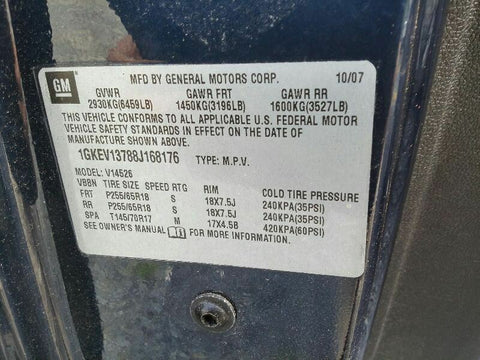 GM
MFD BY GENERAL MOTORS CORP. 10/07
GVWR GAWR FRT GAWR RR
2930KG(6459LB) 1450KG(3196LB) 1600KG(3527LB)
THIS VEHICLE CONFORMS TO ALL APPLICABLE U.S. FEDERAL MOTOR
VEHICLE SAFETY STANDARDS IN EFFECT ON THE DATE OF
MANUFACTURE SHOWN ABOVE.
1GKEV13788J168176 TYPE: M.P.V.
MODEL: V14526
VBBN TIRE SIZE SPEED RTG RIM COLD TIRE PRESSURE
FRT P255/65R18 S 18X7.5J 240KPA(35PSI)
RR P255/65R18 S 18X7.5J 240KPA(35PSI)
SPA T145/70R17 M 17X4.5B 420KPA(60PSI)
SEE OWNER'S MANUAL FOR MORE INFORMATION.